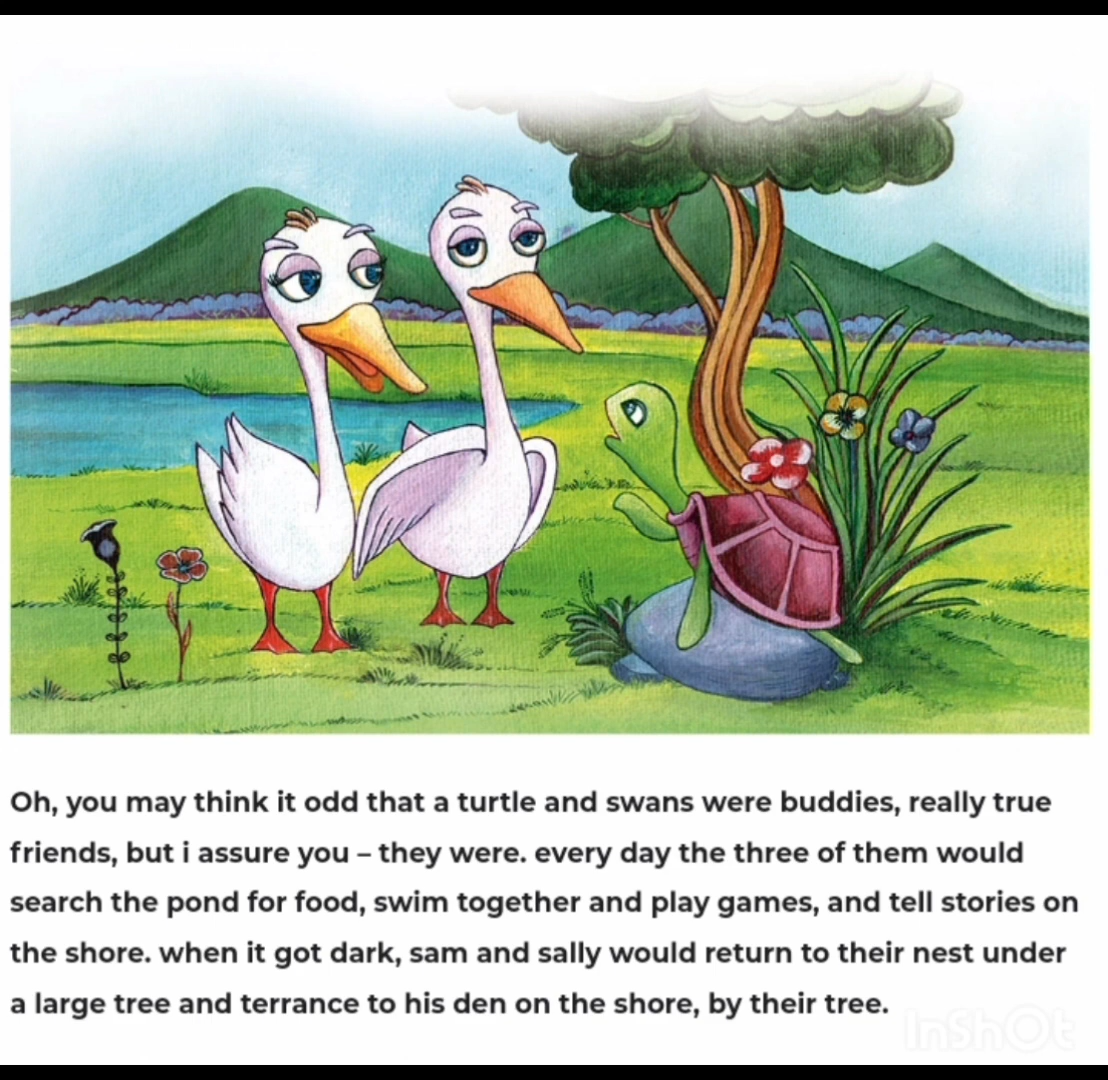 Oh, you may think it odd that a turtle and swans were buddies, really true
friends, but i assure you – they were. every day the three of them would
search the pond for food, swim together and play games, and tell stories on
the shore. when it got dark, sam and sally would return to their nest under
a large tree and terrance to his den on the shore, by their tree.
InShOt